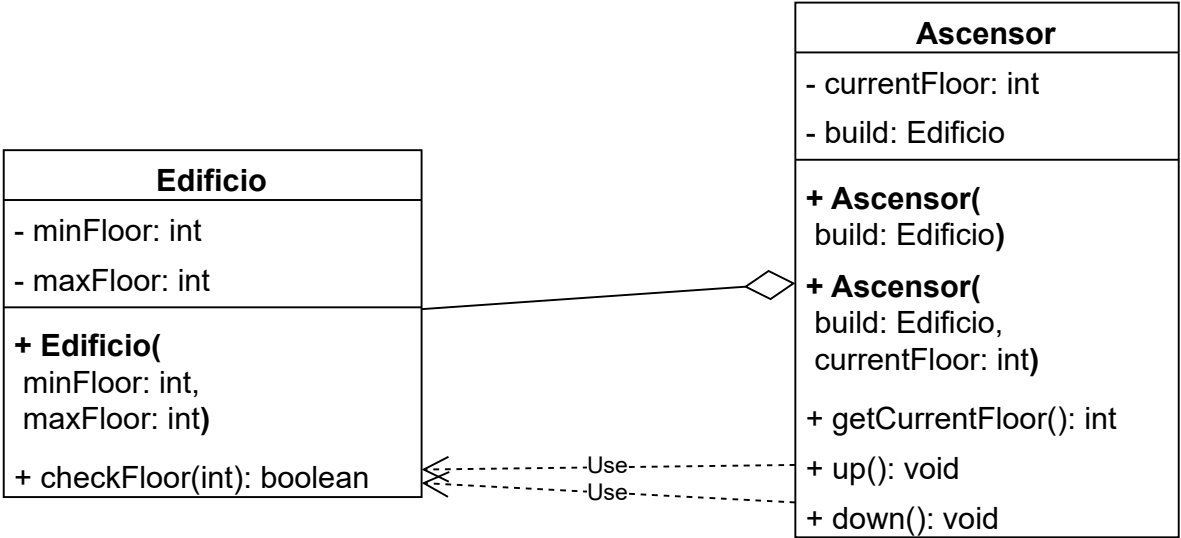 Edificio
- minFloor: int
- maxFloor: int
+ Edificio(
minFloor: int,
maxFloor: int)
+ checkFloor(int): boolean
Use
Use
Ascensor
- currentFloor: int
- build: Edificio
+ Ascensor(
build: Edificio)
+ Ascensor(
build: Edificio,
currentFloor: int)
+ getCurrentFloor(): int
+ up(): void
+ down(): void